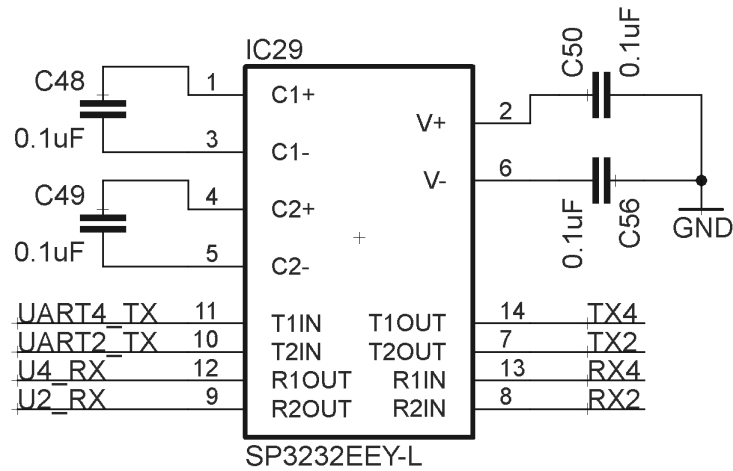 IC29
C48
0.1uF
1
3
C1+
C1-
C49
0.1uF
4
5
C2+
C2-
V+
2
C50
0.1uF
V-
6
0.1uF
C56
GND
UART4_TX 11 T1IN T1OUT 14 TX4
UART2_TX 10 T2IN T2OUT 7 TX2
U4_RX 12 R1OUT R1IN 13 RX4
U2_RX 9 R2OUT R2IN 8 RX2
SP3232EEY-L